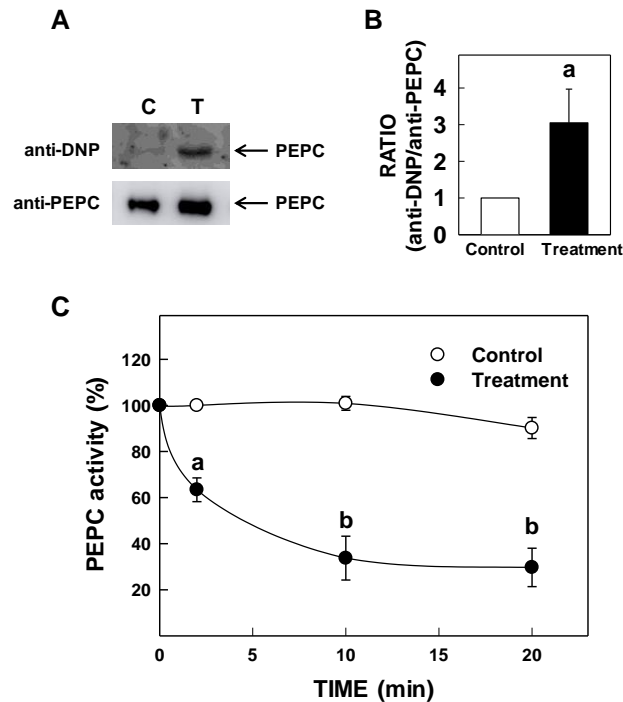 A
C T
anti-DNP PEPC
anti-PEPC PEPC
B
a
RATIO
(anti-DNP/anti-PEPC)
4
3
2
1
0
Control Treatment
C
Control
Treatment
PEPC activity (%)
120
100
80
60
40
20
a
b
b
0 5 10 15 20
TIME (min)